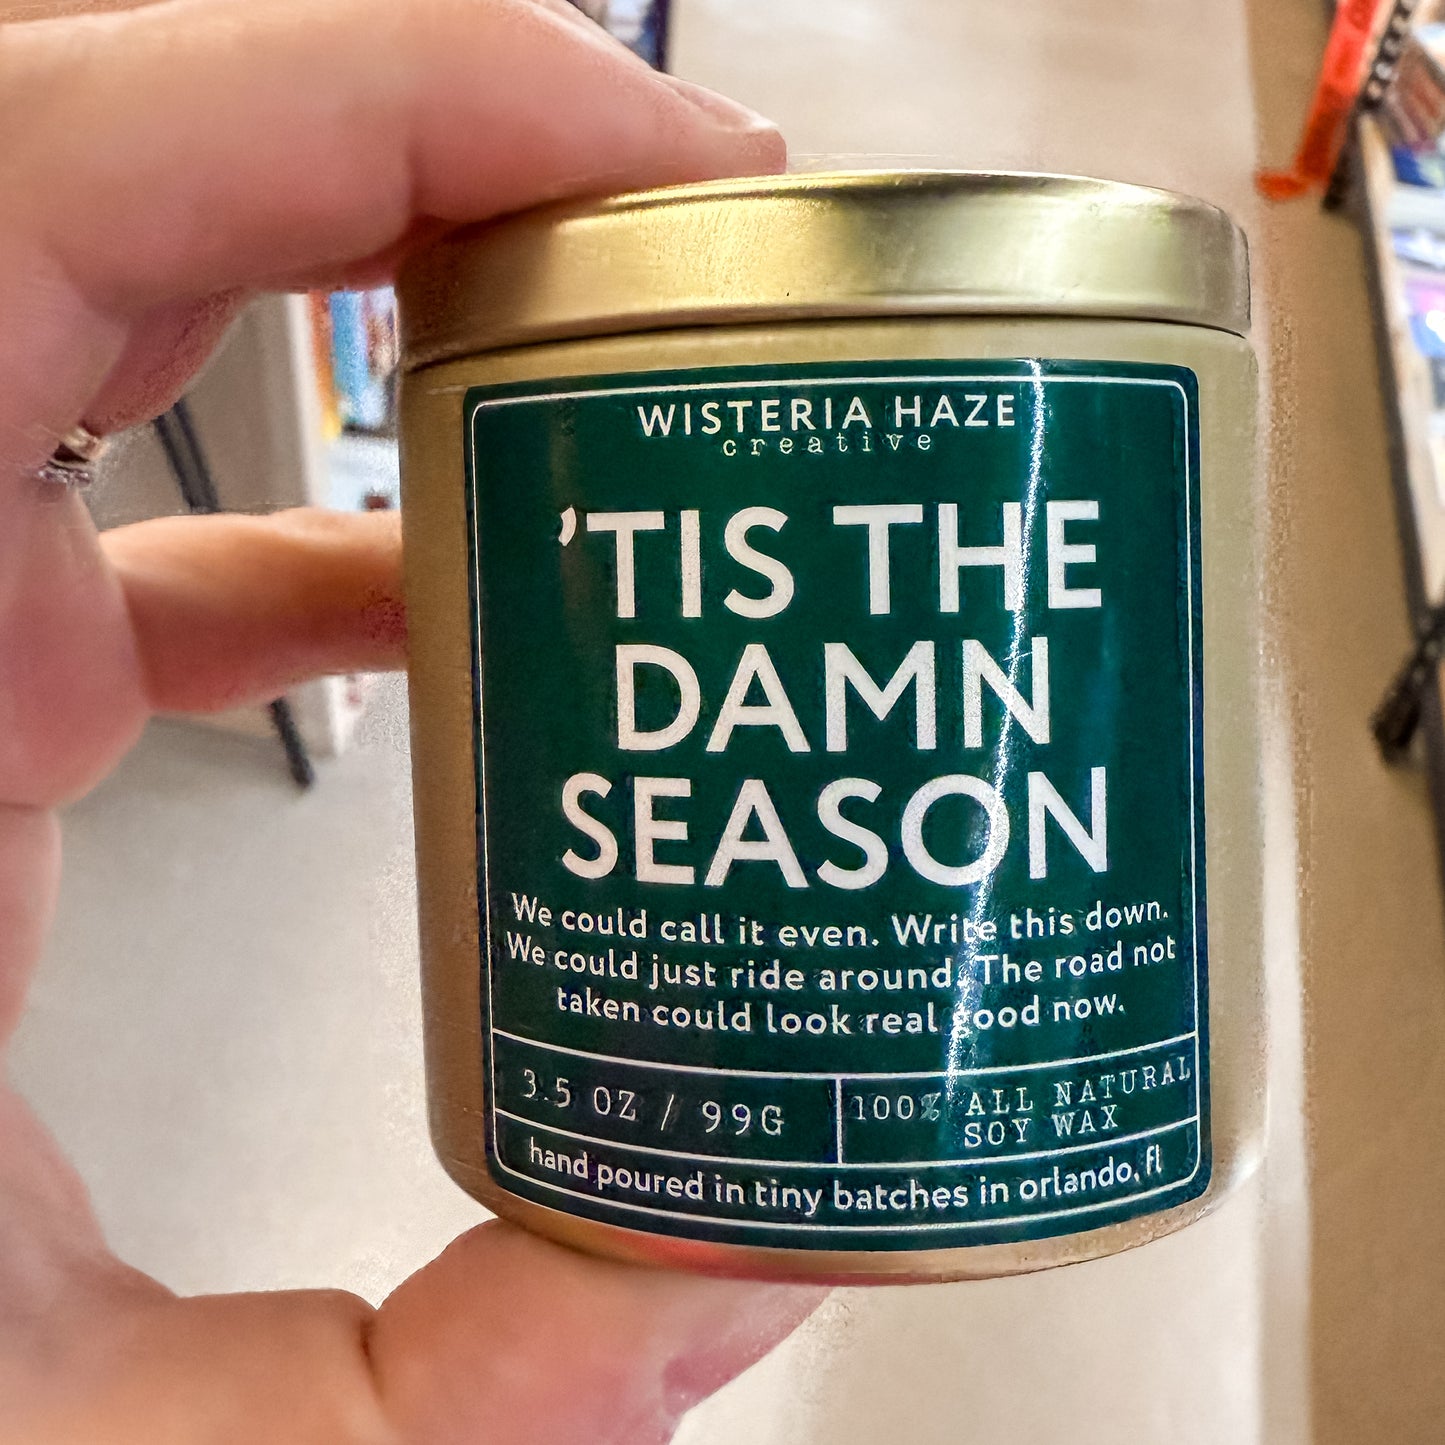 WISTERIA HAZE
creative
'TIS THE
DAMN
SEASON
We could call it even. Write this down.
We could just ride around. The road not
taken could look real good now.
3.5 OZ / 99G
100% ALL NATURAL
SOY WAX
hand poured in tiny batches in orlando, fl